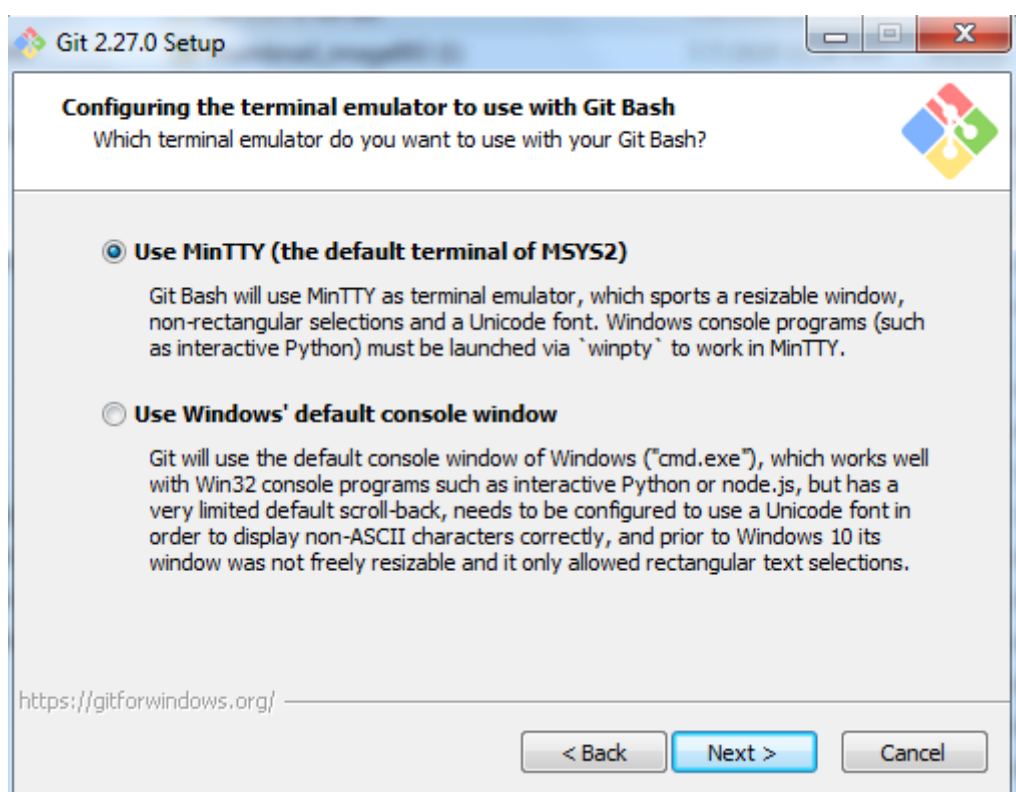 Git 2.27.0 Setup
Configuring the terminal emulator to use with Git Bash
Which terminal emulator do you want to use with your Git Bash?
Use MinTTY (the default terminal of MSYS2)
Git Bash will use MinTTY as terminal emulator, which sports a resizable window,
non-rectangular selections and a Unicode font. Windows console programs (such
as interactive Python) must be launched via `winpty` to work in MinTTY.
Use Windows' default console window
Git will use the default console window of Windows ("cmd.exe"), which works well
with Win32 console programs such as interactive Python or node.js, but has a
very limited default scroll-back, needs to be configured to use a Unicode font in
order to display non-ASCII characters correctly, and prior to Windows 10 its
window was not freely resizable and it only allowed rectangular text selections.
https://gitforwindows.org/
< Back Next > Cancel